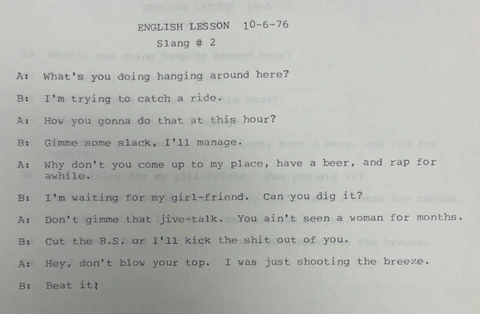 ENGLISH LESSON 10-6-76
Slang # 2
A: What's you doing hanging around here?
B: I'm trying to catch a ride.
A: How you gonna do that at this hour?
B: Gimme some slack, I'll manage.
A: Why don't you come up to my place, have a beer, and rap for
awhile.
B: I'm waiting for my girl-friend. Can you dig it?
A: Don't gimme that jive-talk. You ain't seen a woman for months.
B: Cut the B.S. or I'll kick the shit out of you.
A: Hey, don't blow your top. I was just shooting the breeze.
B: Beat it!